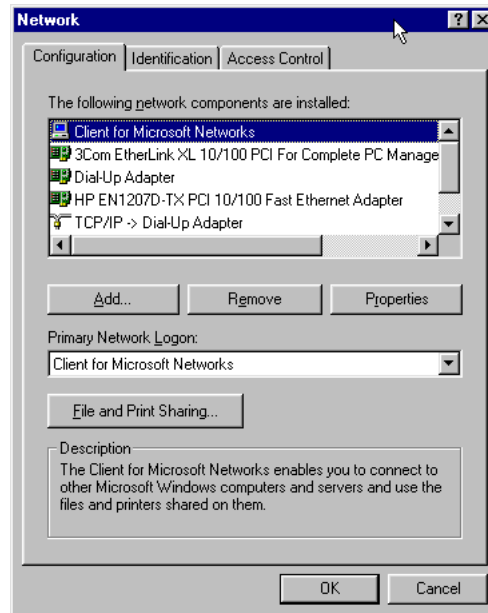 Network
Configuration Identification Access Control
The following network components are installed:
Client for Microsoft Networks
3Com EtherLink XL 10/100 PCI For Complete PC Manage
Dial-Up Adapter
HP EN1207D-TX PCI 10/100 Fast Ethernet Adapter
TCP/IP -> Dial-Up Adapter
Add... Remove Properties
Primary Network Logon:
Client for Microsoft Networks
File and Print Sharing...
Description
The Client for Microsoft Networks enables you to connect to
other Microsoft Windows computers and servers and use the
files and printers shared on them.
OK Cancel